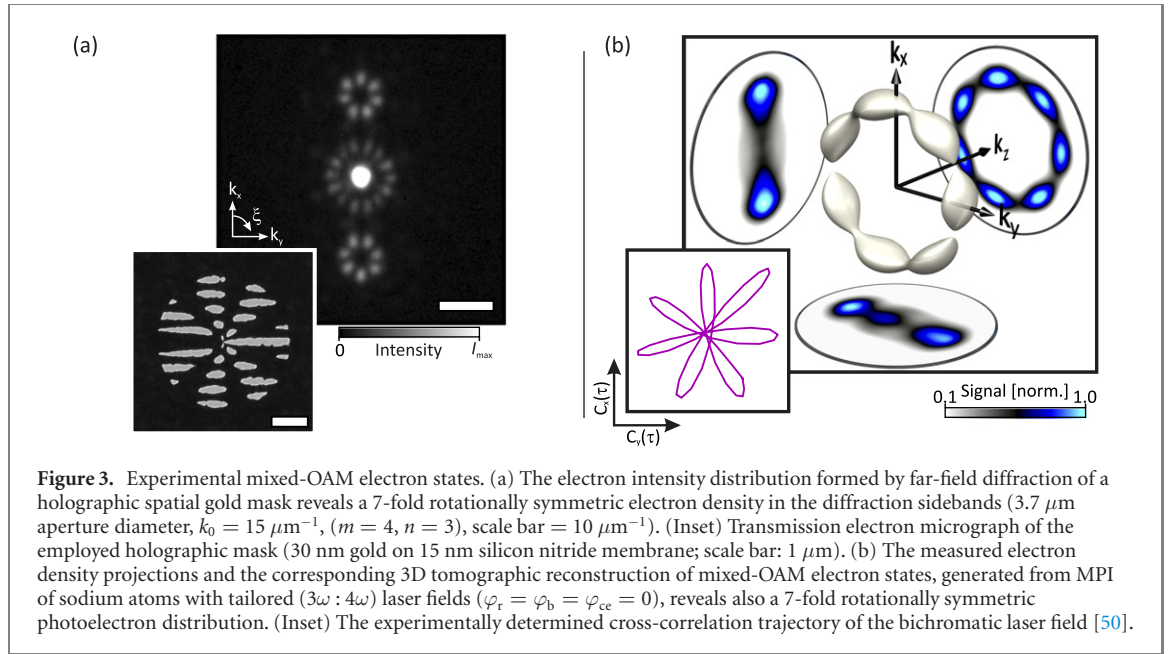 (a)
k_x
ξ
k_y
0 Intensity I_max
(b)
k_x
k_z
k_y
C_x(τ)
C_y(τ)
Signal [norm.]
0.1 1.0
Figure 3. Experimental mixed-OAM electron states. (a) The electron intensity distribution formed by far-field diffraction of a
holographic spatial gold mask reveals a 7-fold rotationally symmetric electron density in the diffraction sidebands (3.7 μm
aperture diameter, k₀ = 15 μm⁻¹, (m = 4, n = 3), scale bar = 10 μm⁻¹). (Inset) Transmission electron micrograph of the
employed holographic mask (30 nm gold on 15 nm silicon nitride membrane; scale bar: 1 μm). (b) The measured electron
density projections and the corresponding 3D tomographic reconstruction of mixed-OAM electron states, generated from MPI
of sodium atoms with tailored (3ω : 4ω) laser fields (φ_r = φ_b = φ_ce = 0), reveals also a 7-fold rotationally symmetric
photoelectron distribution. (Inset) The experimentally determined cross-correlation trajectory of the bichromatic laser field [50].